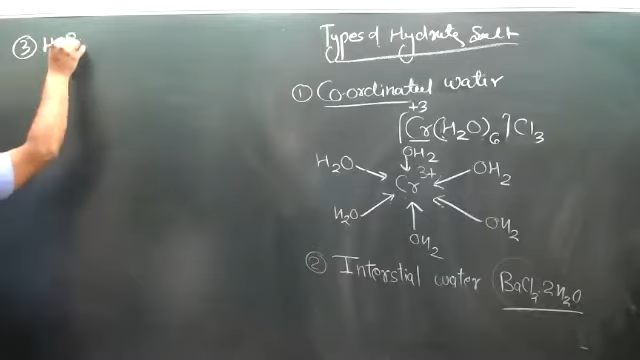 Types of Hydrate Salt
① Co-ordinated water
+3
[Cr(H2O)6]Cl3
OH2
H2O
Cr3+
OH2
H2O
OH2
OH2
② Interstial water BaCl2.2H2O
③ H